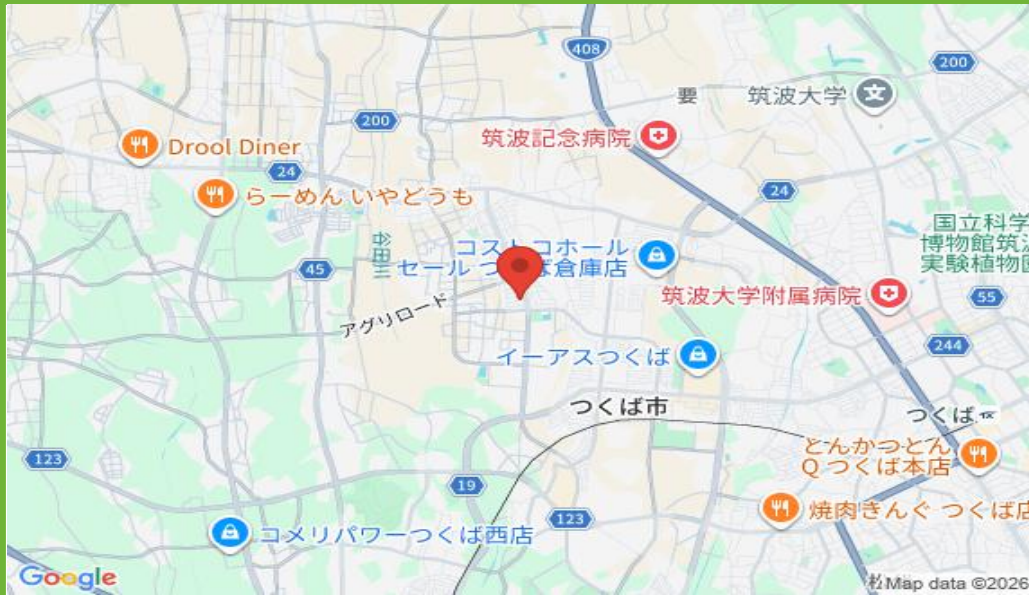 408
200
要
筑波大学
200
筑波記念病院
Drool Diner
24
24
らーめん いやどうも
国立科学
博物館筑波
実験植物園
谷田川
コストコホール
セール つくば倉庫店
45
筑波大学附属病院
55
アグリロード
244
イーアスつくば
つくば市
つくば
とんかつとん
Q つくば本店
123
19
123
焼肉きんぐ つくば店
コメリパワーつくば西店
Google
Map data ©2026